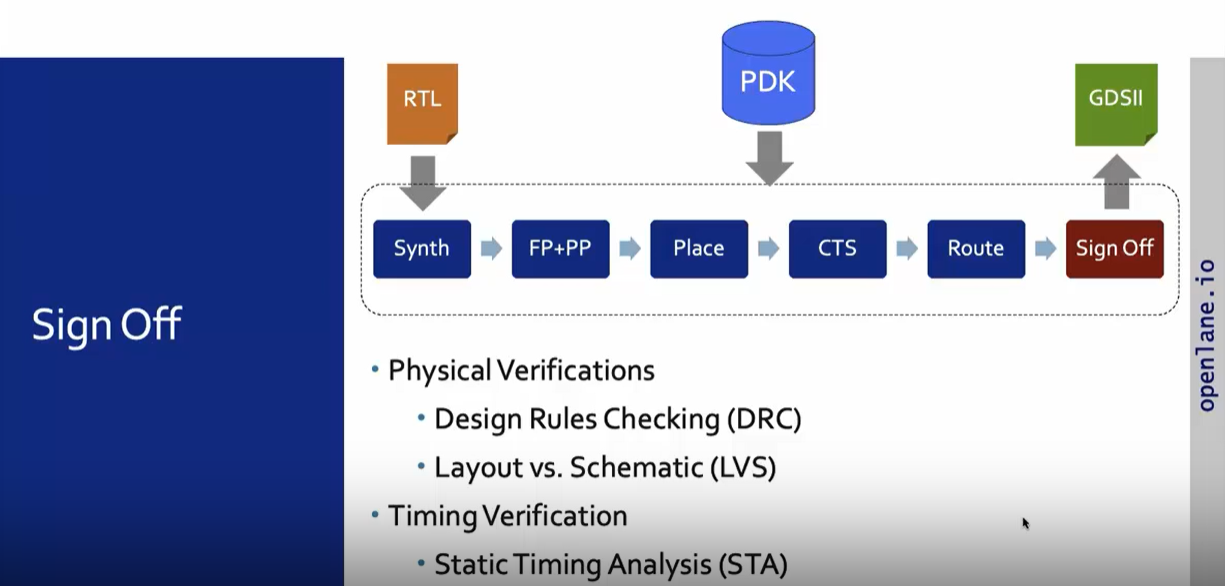 RTL
PDK
GDSII
Synth
FP+PP
Place
CTS
Route
Sign Off
Sign Off
• Physical Verifications
• Design Rules Checking (DRC)
• Layout vs. Schematic (LVS)
• Timing Verification
• Static Timing Analysis (STA)
openlane.io